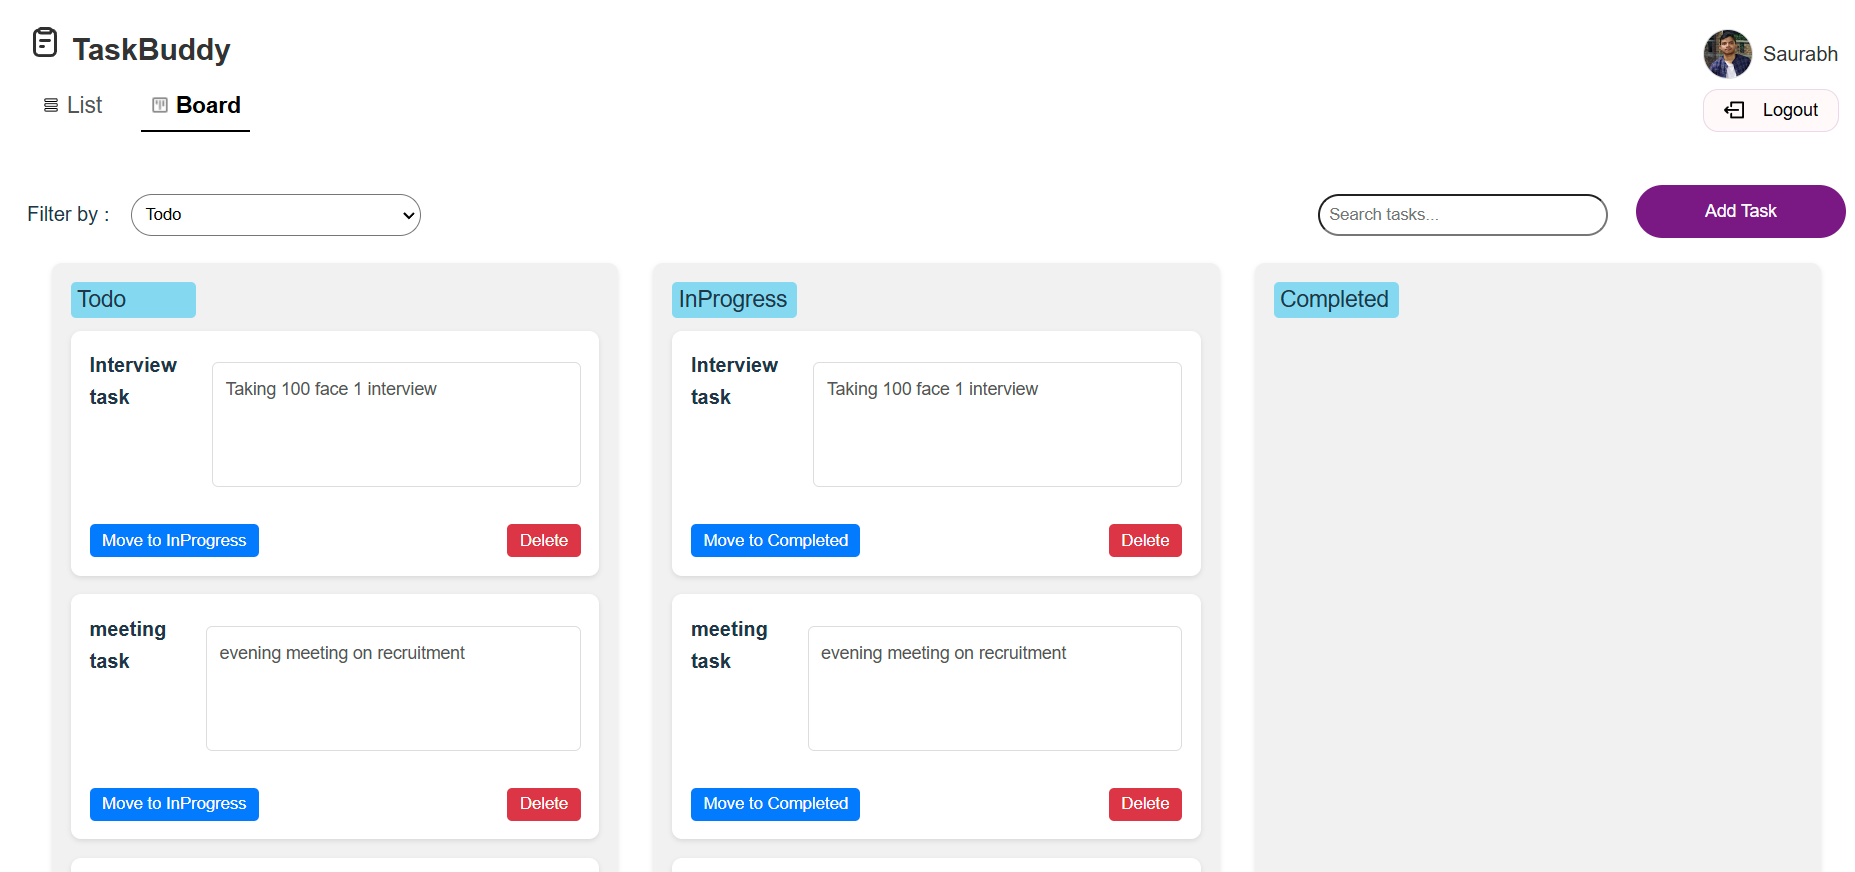 TaskBuddy
Saurabh
List
Board
Logout
Filter by :
Todo
Search tasks...
Add Task
Todo
Interview
task
Taking 100 face 1 interview
Move to InProgress
Delete
meeting
task
evening meeting on recruitment
Move to InProgress
Delete
InProgress
Interview
task
Taking 100 face 1 interview
Move to Completed
Delete
meeting
task
evening meeting on recruitment
Move to Completed
Delete
Completed